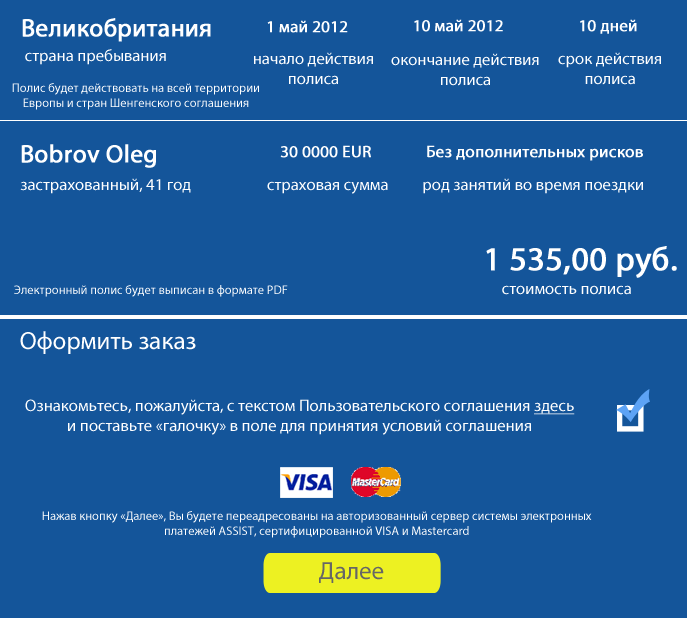 Великобритания
страна пребывания
1 май 2012
начало действия
полиса
10 май 2012
окончание действия
полиса
10 дней
срок действия
полиса
Полис будет действовать на всей территории
Европы и стран Шенгенского соглашения
Bobrov Oleg
застрахованный, 41 год
30 0000 EUR
страховая сумма
Без дополнительных рисков
род занятий во время поездки
1 535,00 руб.
стоимость полиса
Электронный полис будет выписан в формате PDF
Оформить заказ
Ознакомьтесь, пожалуйста, с текстом Пользовательского соглашения здесь
и поставьте «галочку» в поле для принятия условий соглашения
VISA
MasterCard
Нажав кнопку «Далее», Вы будете переадресованы на авторизованный сервер системы электронных
платежей ASSIST, сертифицированной VISA и Mastercard
Далее